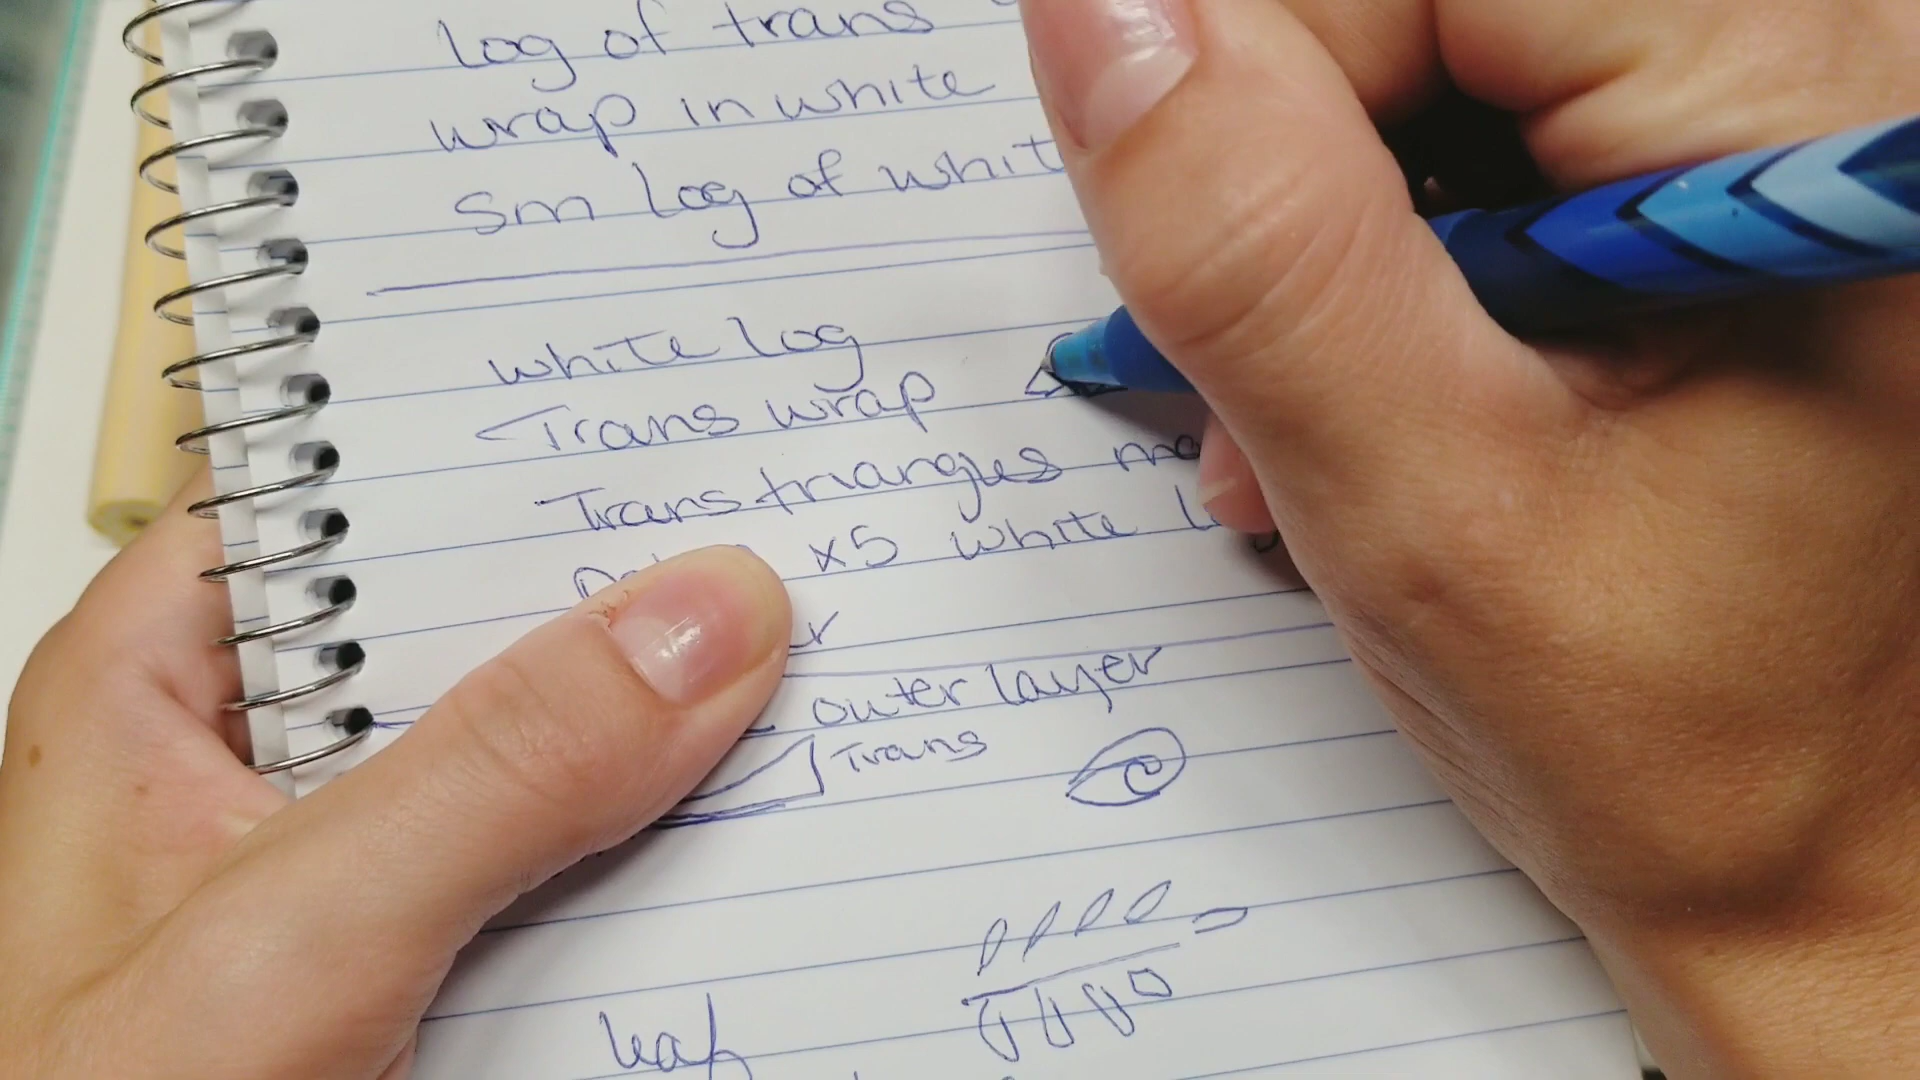 log of trans
wrap in white
sm log of whit
white log
Trans wrap
Trans triangles ma
x5 white
outer layer
Trans
leaf